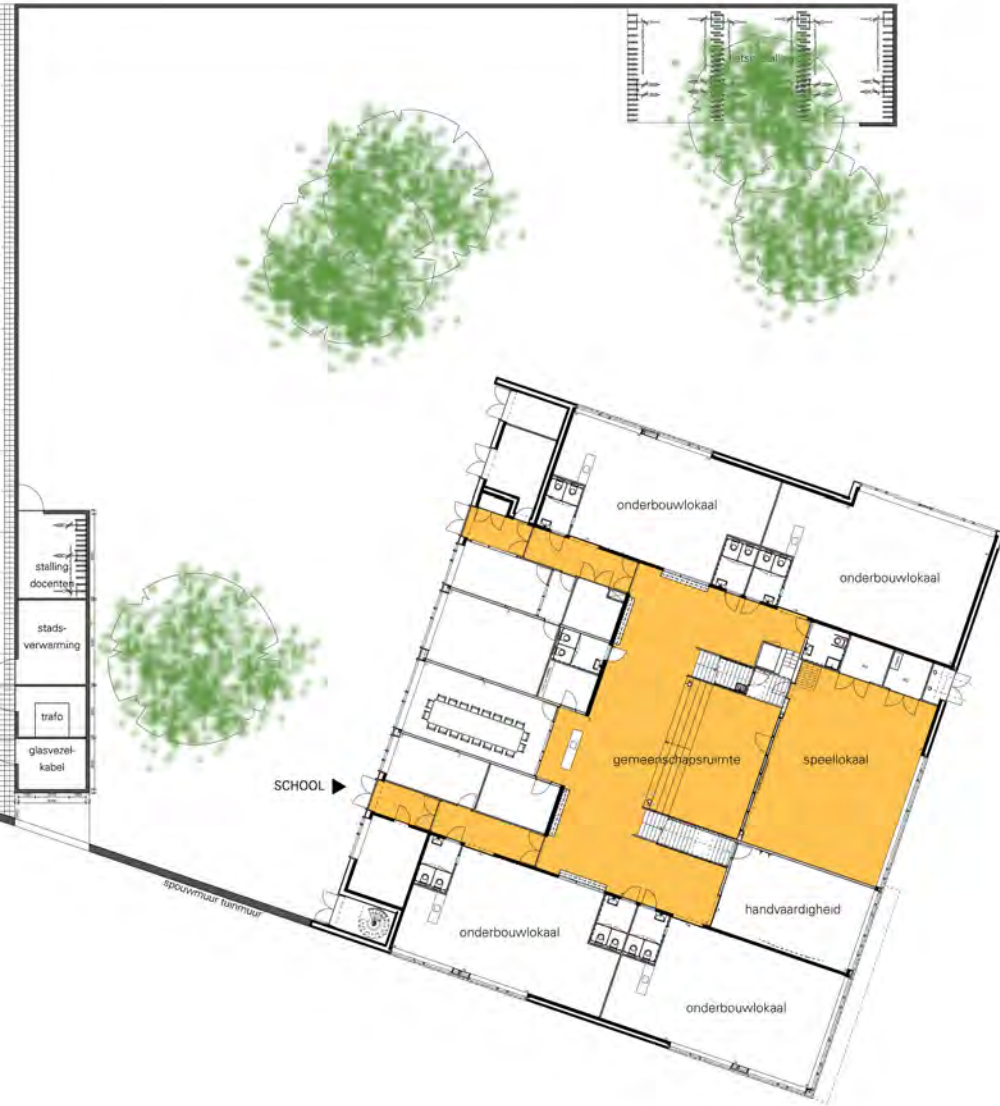 onderbouwlokaal
onderbouwlokaal
stalling
docenten
stads-
verwarming
trafo
glasvezel-
kabel
gemeenschapsruimte
speellokaal
SCHOOL
spouwmuur tuinmuur
handvaardigheid
onderbouwlokaal
onderbouwlokaal